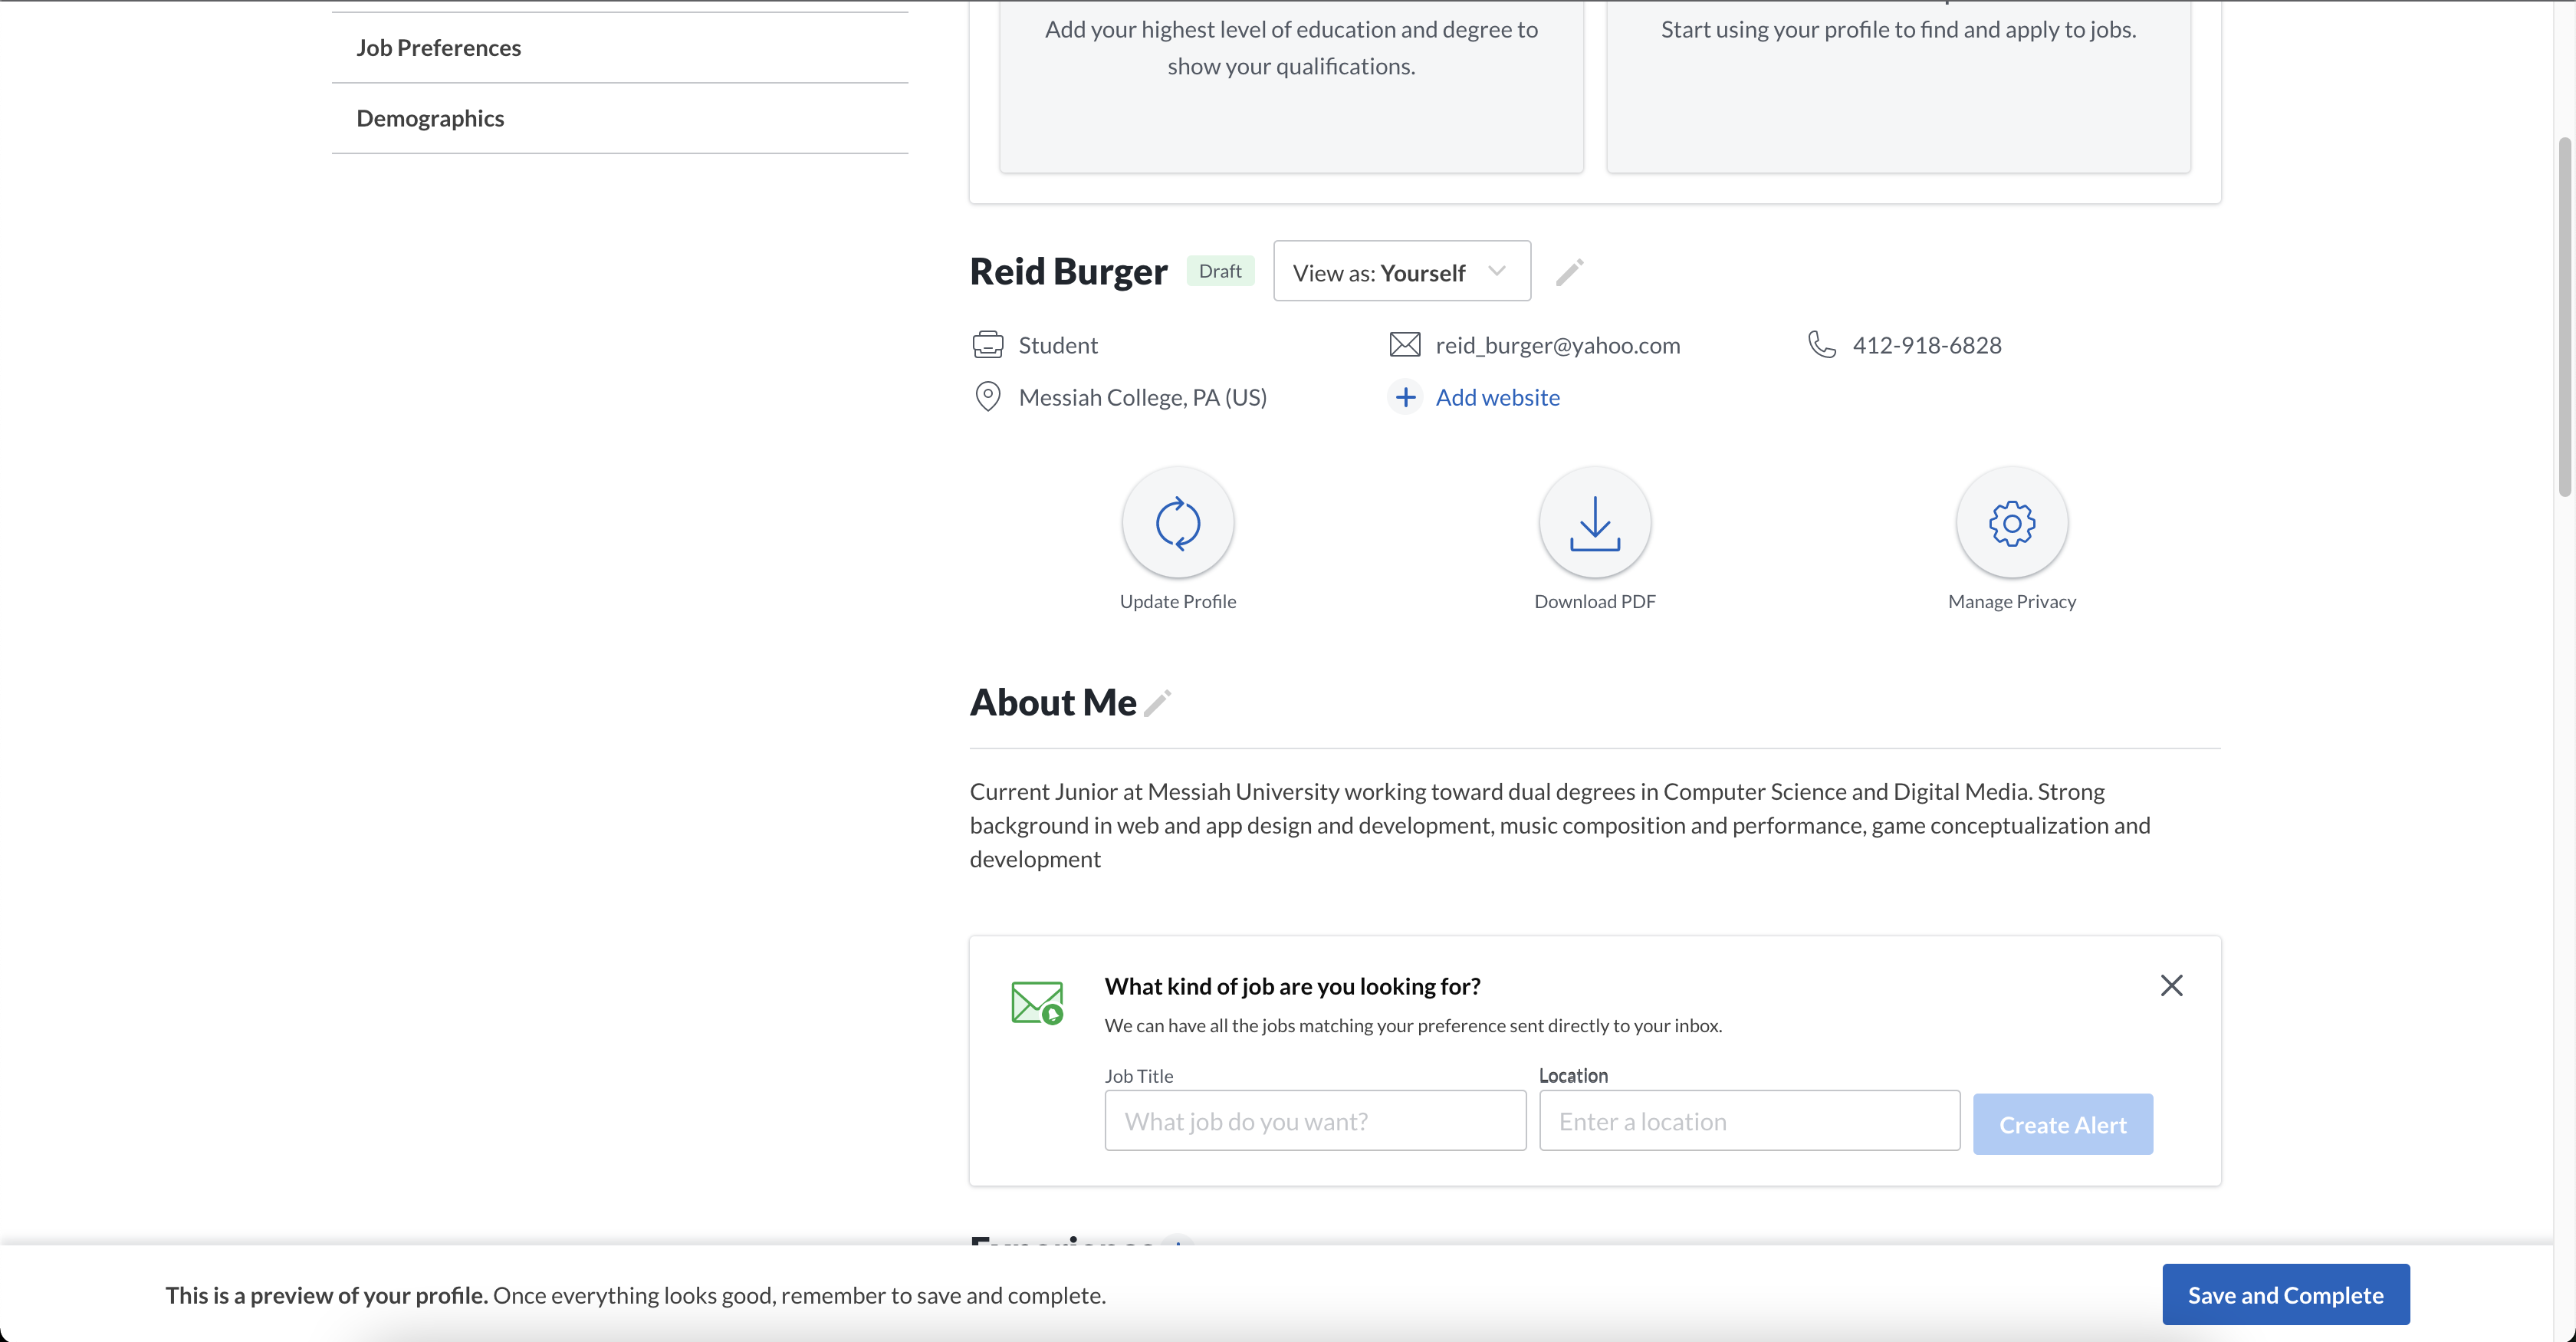 Job Preferences
Demographics
Add your highest level of education and degree to
show your qualifications.
Start using your profile to find and apply to jobs.
Reid Burger
Draft
View as: Yourself
Student
reid_burger@yahoo.com
412-918-6828
Messiah College, PA (US)
Add website
Update Profile
Download PDF
Manage Privacy
About Me
Current Junior at Messiah University working toward dual degrees in Computer Science and Digital Media. Strong
background in web and app design and development, music composition and performance, game conceptualization and
development
What kind of job are you looking for?
We can have all the jobs matching your preference sent directly to your inbox.
Job Title
Location
What job do you want?
Enter a location
Create Alert
Experience
This is a preview of your profile. Once everything looks good, remember to save and complete.
Save and Complete